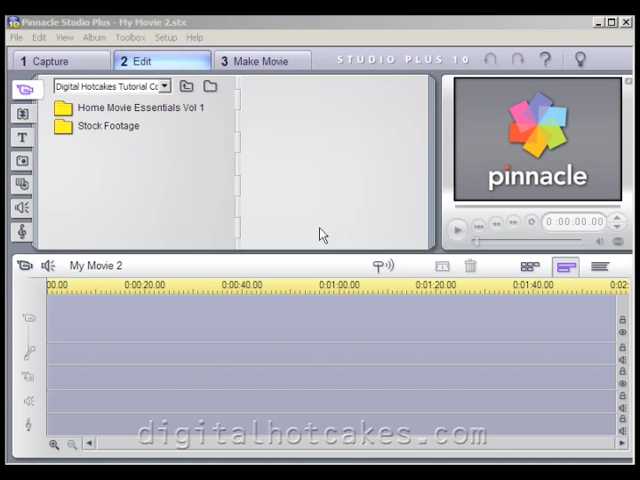 Pinnacle Studio Plus - My Movie 2.stx
File Edit View Album Toolbox Setup Help
1 Capture 2 Edit 3 Make Movie STUDIO PLUS 10
Digital Hotcakes Tutorial Cc
Home Movie Essentials Vol 1
Stock Footage
pinnacle
0:00:00.00
My Movie 2
00.00 0:00:20.00 0:00:40.00 0:01:00.00 0:01:20.00 0:01:40.00 0:02:
digitalhotcakes.com